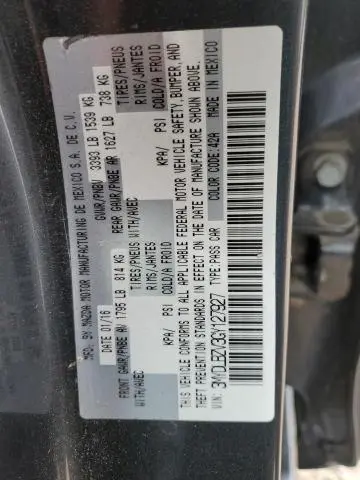 MFG. BY MAZDA MOTOR MANUFACTURING DE MEXICO S.A. DE C.V.
01/16 GVWR/PNBV 3393 LB 1539 KG
FRONT GAWR/PNBE AV 1795 LB 814 KG REAR GAWR/PNBE AR 1627 LB 738 KG
WITH/AVEC TIRES/PNEUS WITH/AVEC TIRES/PNEUS
RIMS/JANTES RIMS/JANTES
KPA/ PSI COLD/A FROID KPA/ PSI COLD/A FROID
THIS VEHICLE CONFORMS TO ALL APPLICABLE FEDERAL MOTOR VEHICLE SAFETY, BUMPER, AND
THEFT PREVENTION STANDARDS IN EFFECT ON THE DATE OF MANUFACTURE SHOWN ABOVE.
VIN: 3MYDLBZV3GY127927 TYPE: PASS CAR COLOR CODE: 42A MADE IN MEXICO